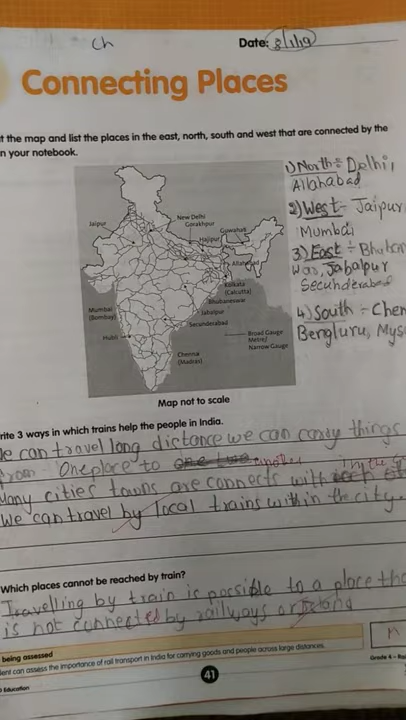 ch
Date: 8/1/19
Connecting Places
t the map and list the places in the east, north, south and west that are connected by the
n your notebook.
1) North÷ Delhi,
Allahabad
2) West- Jaipur
Mumbai
3) East ÷
Jabalpur
Secunderabad
4) South ÷ Chen
Bengluru, Mys
Jaipur
New Delhi
Gorakhpur
Guwahati
Hajipur
Allahabad
Kolkata
(Calcutta)
Bhubaneswar
Jabalpur
Secunderabad
Mumbai
(Bombay)
Hubli
Chennai
(Madras)
Broad Gauge
Metre/
Narrow Gauge
Map not to scale
rite 3 ways in which trains help the people in India.
e can travel long distance we can carry things
from One place to another
Many cities towns are connects with
We can travel by local trains within the city.
Which places cannot be reached by train?
Travelling by train is possible to a place tha
is not connected by railways or
being assessed
ent can assess the importance of rail transport in India for carrying goods and people across large distances.
Education
41
Grade 4 – Ra